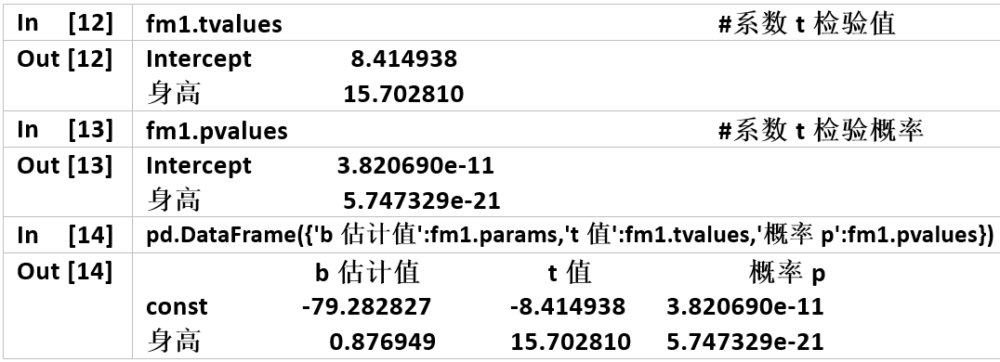 In [12] fm1.tvalues #系数 t 检验值
Out [12] Intercept 8.414938
身高 15.702810
In [13] fm1.pvalues #系数 t 检验概率
Out [13] Intercept 3.820690e-11
身高 5.747329e-21
In [14] pd.DataFrame({'b 估计值':fm1.params,'t 值':fm1.tvalues,'概率 p':fm1.pvalues})
Out [14] b 估计值 t 值 概率 p
const -79.282827 -8.414938 3.820690e-11
身高 0.876949 15.702810 5.747329e-21